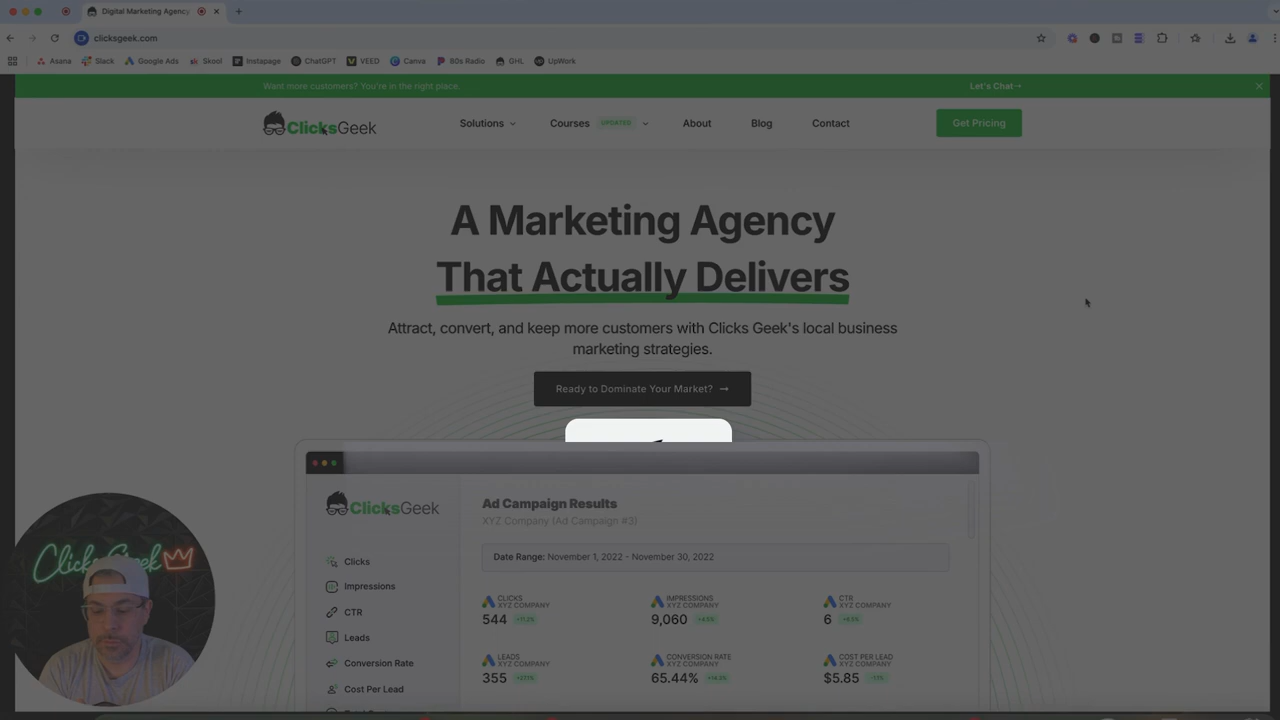 Digital Marketing Agency
clicksgeek.com
Asana
Slack
Google Ads
Skool
Instapage
ChatGPT
VEED
Canva
80s Radio
GHL
UpWork
Want more customers? You're in the right place.
Let's Chat→
ClicksGeek
Solutions
Courses
UPDATED
About
Blog
Contact
Get Pricing
A Marketing Agency
That Actually Delivers
Attract, convert, and keep more customers with Clicks Geek's local business
marketing strategies.
Ready to Dominate Your Market? →
ClicksGeek
Ad Campaign Results
XYZ Company (Ad Campaign #3)
Date Range: November 1, 2022 - November 30, 2022
Clicks
Impressions
CTR
Leads
Conversion Rate
Cost Per Lead
CLICKS
XYZ COMPANY
544 +11.2%
IMPRESSIONS
XYZ COMPANY
9,060
CTR
XYZ COMPANY
6
LEADS
XYZ COMPANY
355
CONVERSION RATE
XYZ COMPANY
65.44%
COST PER LEAD
XYZ COMPANY
$5.85
Clicks Geek